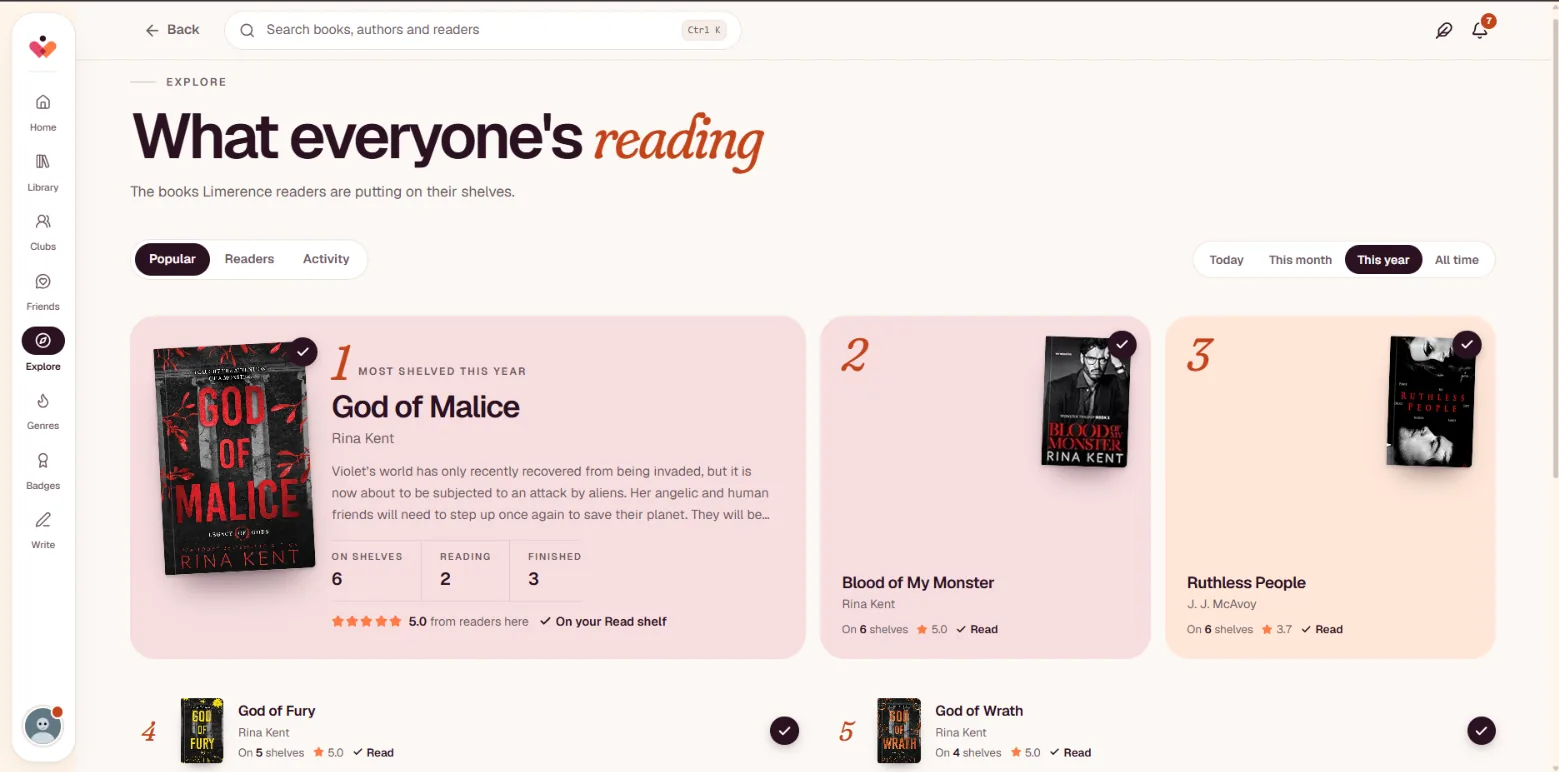 Back
Search books, authors and readers
Ctrl K
7
EXPLORE
What everyone's reading
The books Limerence readers are putting on their shelves.
Popular
Readers
Activity
Today
This month
This year
All time
Home
Library
Clubs
Friends
Explore
Genres
Badges
Write
GOD
OF
MALICE
LEGACY OF GODS
RINA KENT
1 MOST SHELVED THIS YEAR
God of Malice
Rina Kent
Violet's world has only recently recovered from being invaded, but it is
now about to be subjected to an attack by aliens. Her angelic and human
friends will need to step up once again to save their planet. They will be...
ON SHELVES
6
READING
2
FINISHED
3
5.0 from readers here
On your Read shelf
2
BLOOD OF MY
MONSTER
RINA KENT
Blood of My Monster
Rina Kent
On 6 shelves
5.0
Read
3
RUTHLESS
PEOPLE
Ruthless People
J. J. McAvoy
On 6 shelves
3.7
Read
4
GOD
OF
FURY
God of Fury
Rina Kent
On 5 shelves
5.0
Read
5
GOD
OF
WRATH
God of Wrath
Rina Kent
On 4 shelves
5.0
Read